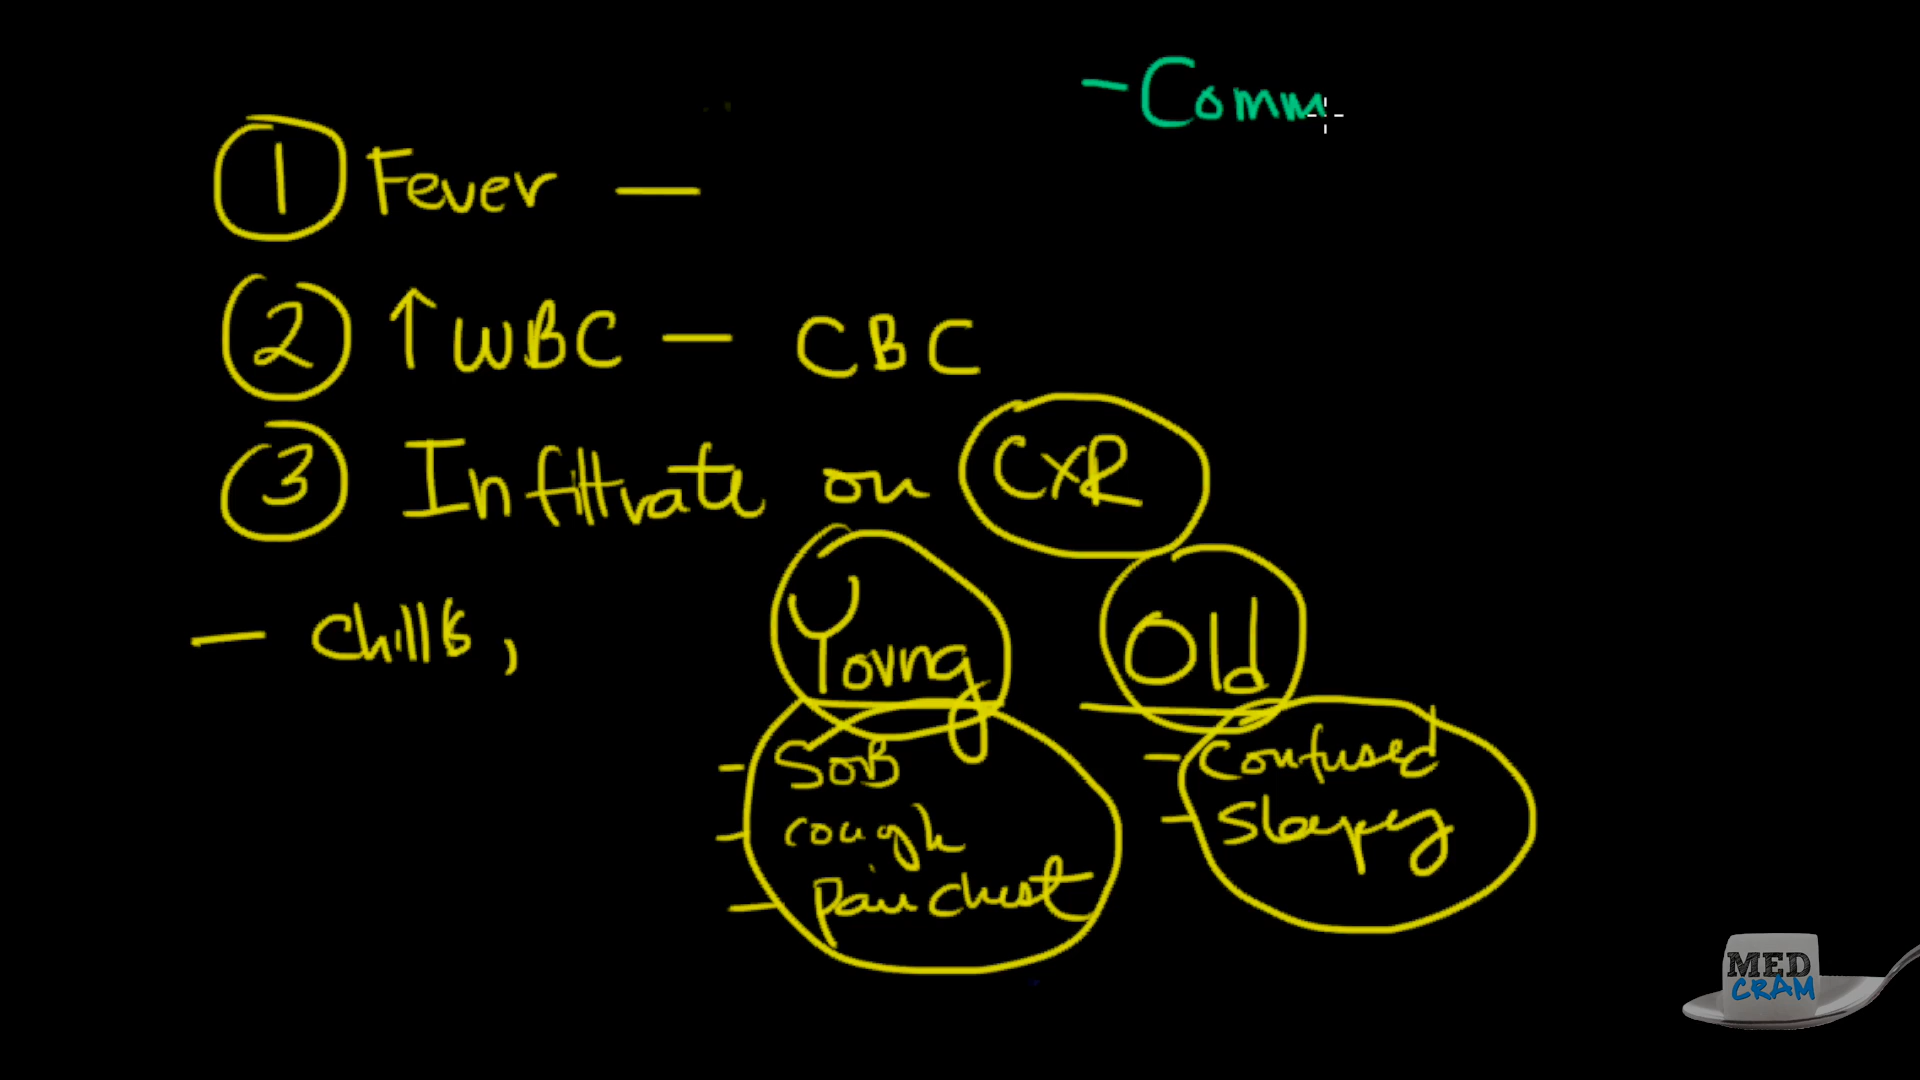 - Comm
1 Fever —
2 ↑ WBC — CBC
3 Infiltrate on CXR
— Chills,
Young
- SOB
- cough
- Pain chest
Old
- Confused
- Sleepy
MED
CRAM